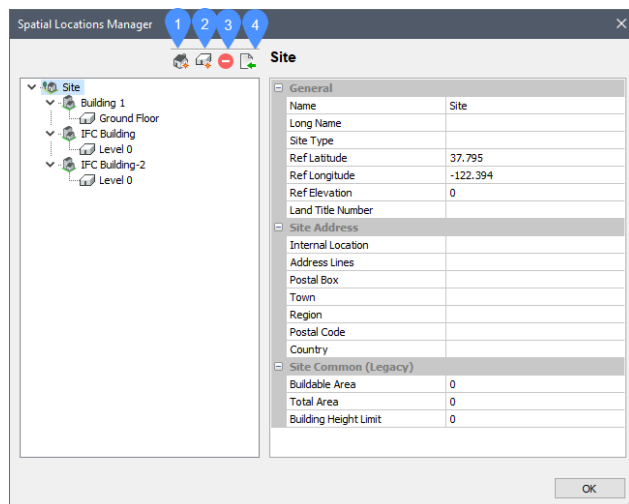 Spatial Locations Manager
1 2 3 4
Site
Site
Building 1
Ground Floor
IFC Building
Level 0
IFC Building-2
Level 0
General
Name Site
Long Name
Site Type
Ref Latitude 37.795
Ref Longitude -122.394
Ref Elevation 0
Land Title Number
Site Address
Internal Location
Address Lines
Postal Box
Town
Region
Postal Code
Country
Site Common (Legacy)
Buildable Area 0
Total Area 0
Building Height Limit 0
OK